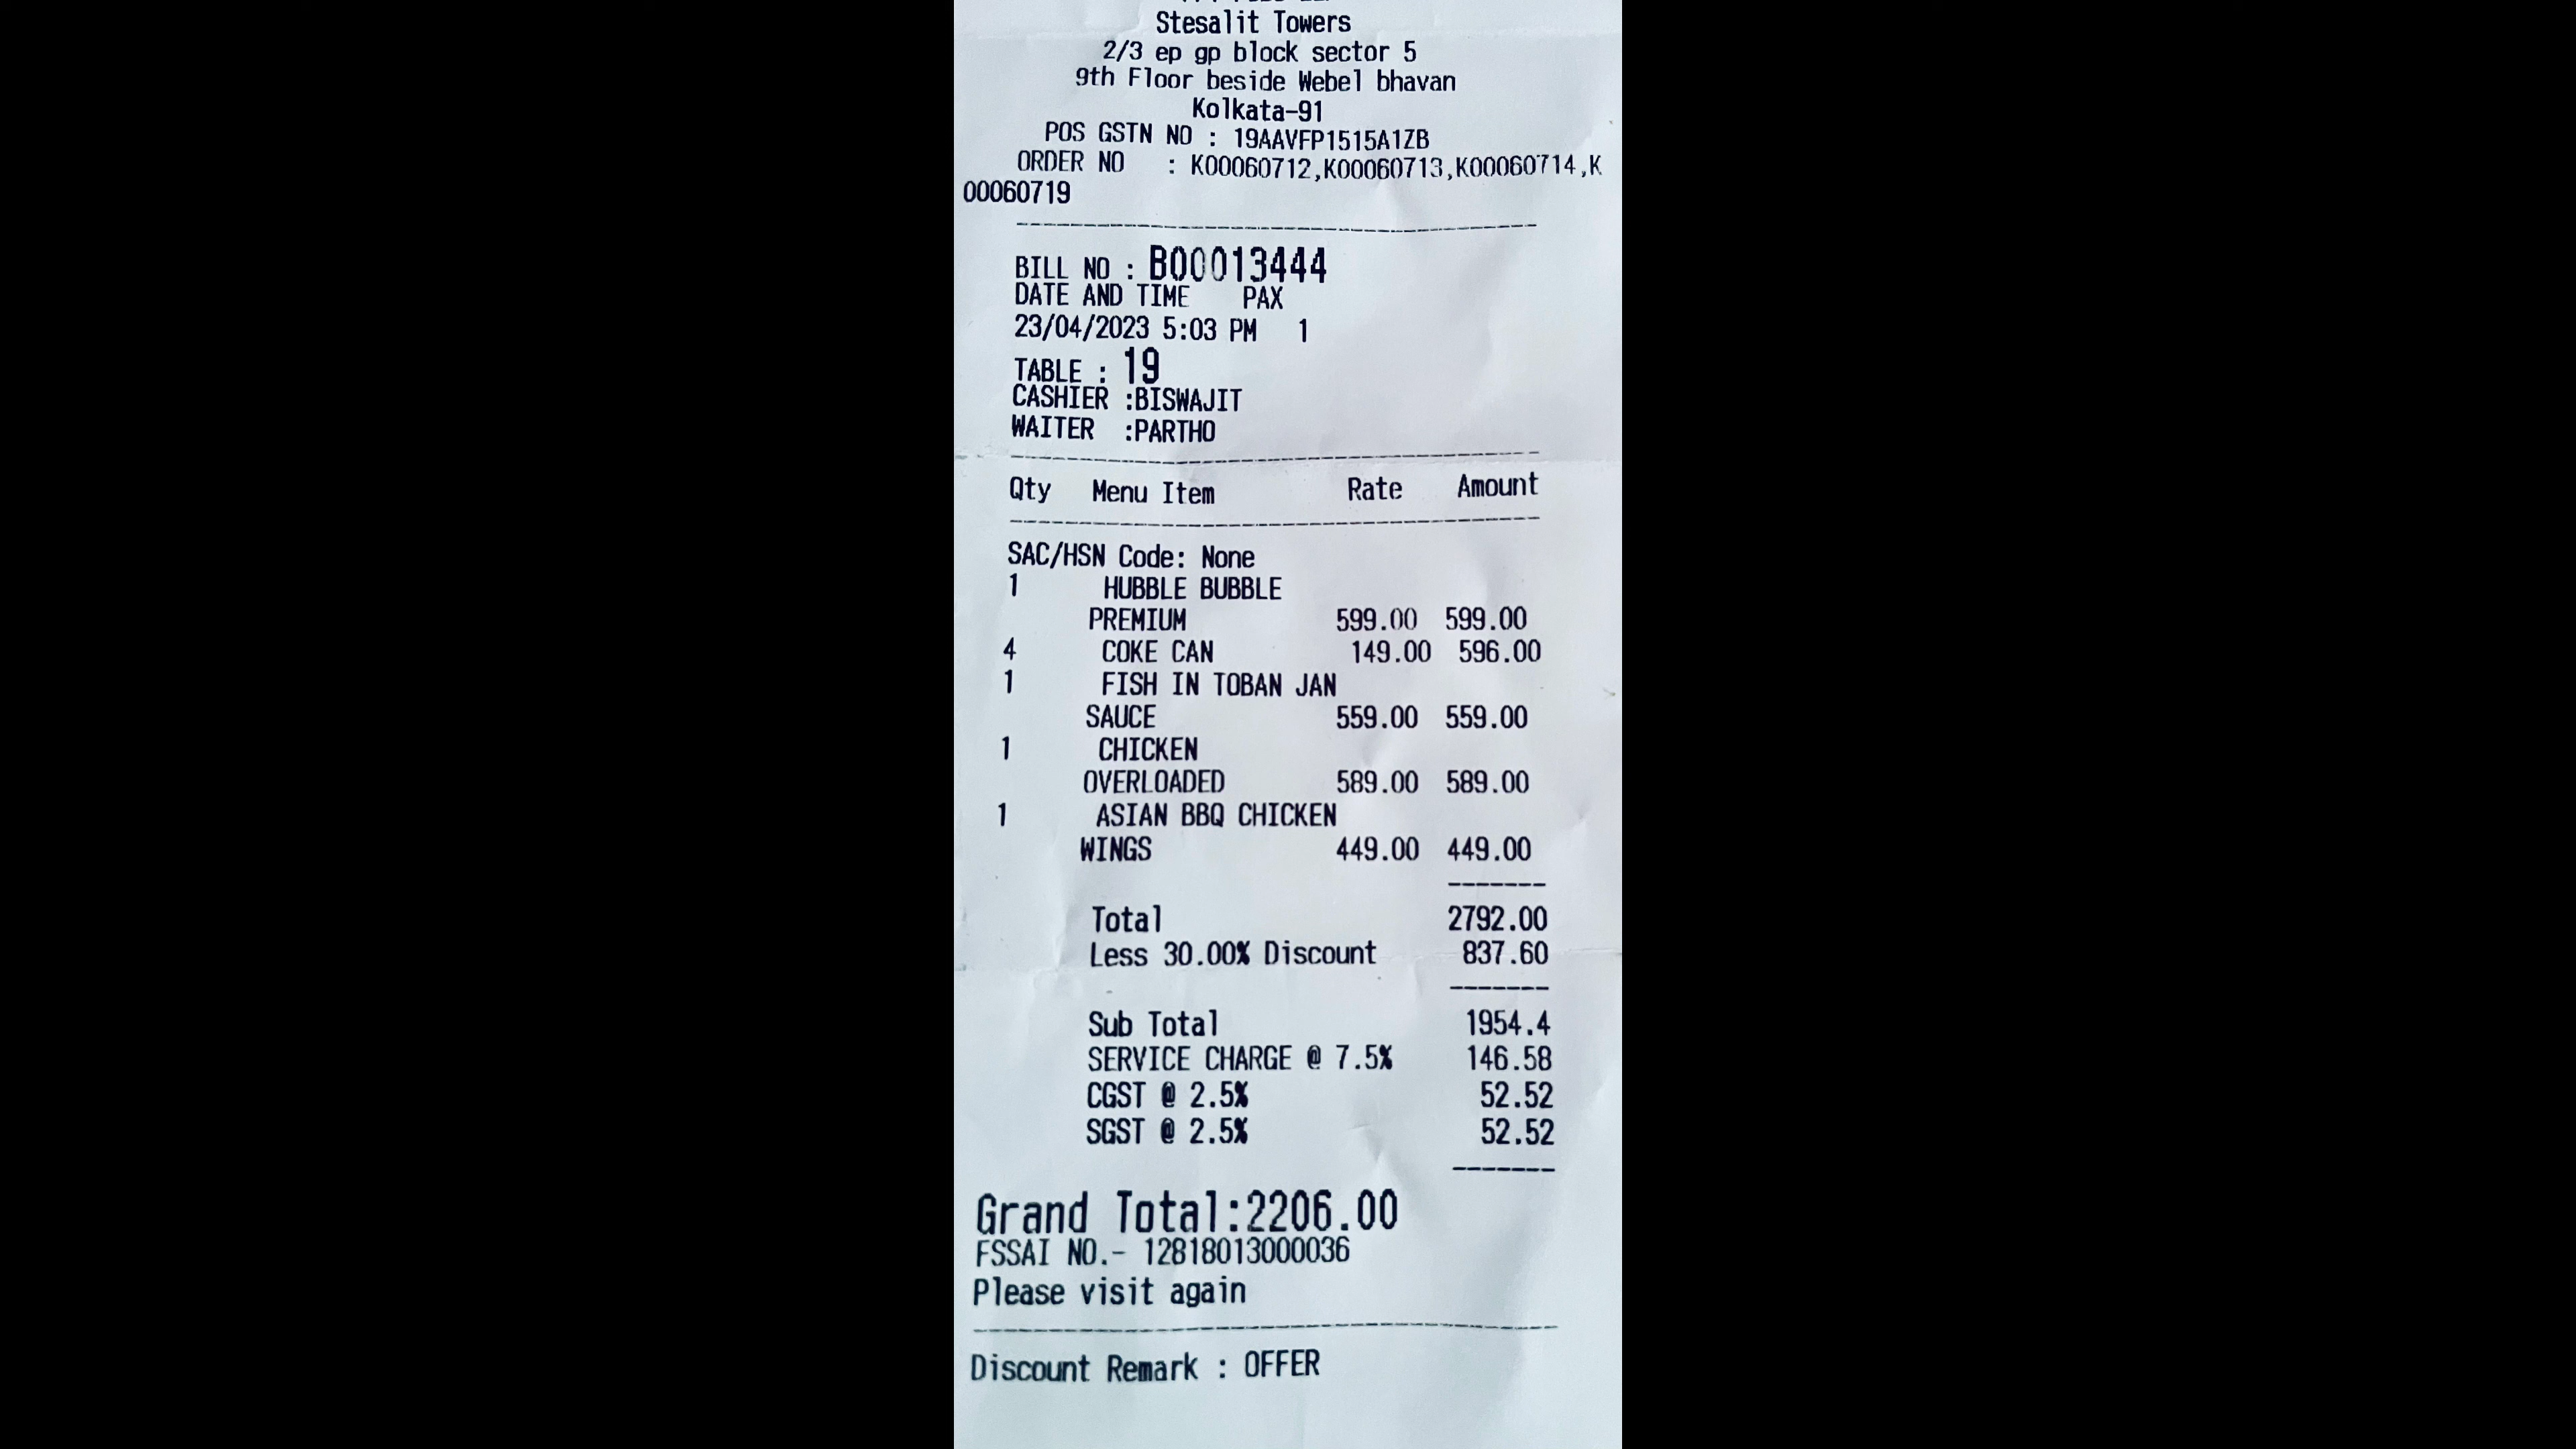 Stesalit Towers
2/3 ep gp block sector 5
9th Floor beside Webel bhavan
Kolkata-91
POS GSTN NO : 19AAVFP1515A1ZB
ORDER NO : K00060712,K00060713,K00060714,K
00060719
BILL NO : B00013444
DATE AND TIME PAX
23/04/2023 5:03 PM 1
TABLE : 19
CASHIER :BISWAJIT
WAITER :PARTHO
Qty Menu Item Rate Amount
SAC/HSN Code: None
1 HUBBLE BUBBLE
PREMIUM 599.00 599.00
4 COKE CAN 149.00 596.00
1 FISH IN TOBAN JAN
SAUCE 559.00 559.00
1 CHICKEN
OVERLOADED 589.00 589.00
1 ASIAN BBQ CHICKEN
WINGS 449.00 449.00
Total 2792.00
Less 30.00% Discount 837.60
Sub Total 1954.4
SERVICE CHARGE @ 7.5% 146.58
CGST @ 2.5% 52.52
SGST @ 2.5% 52.52
Grand Total:2206.00
FSSAI NO.- 12818013000036
Please visit again
Discount Remark : OFFER